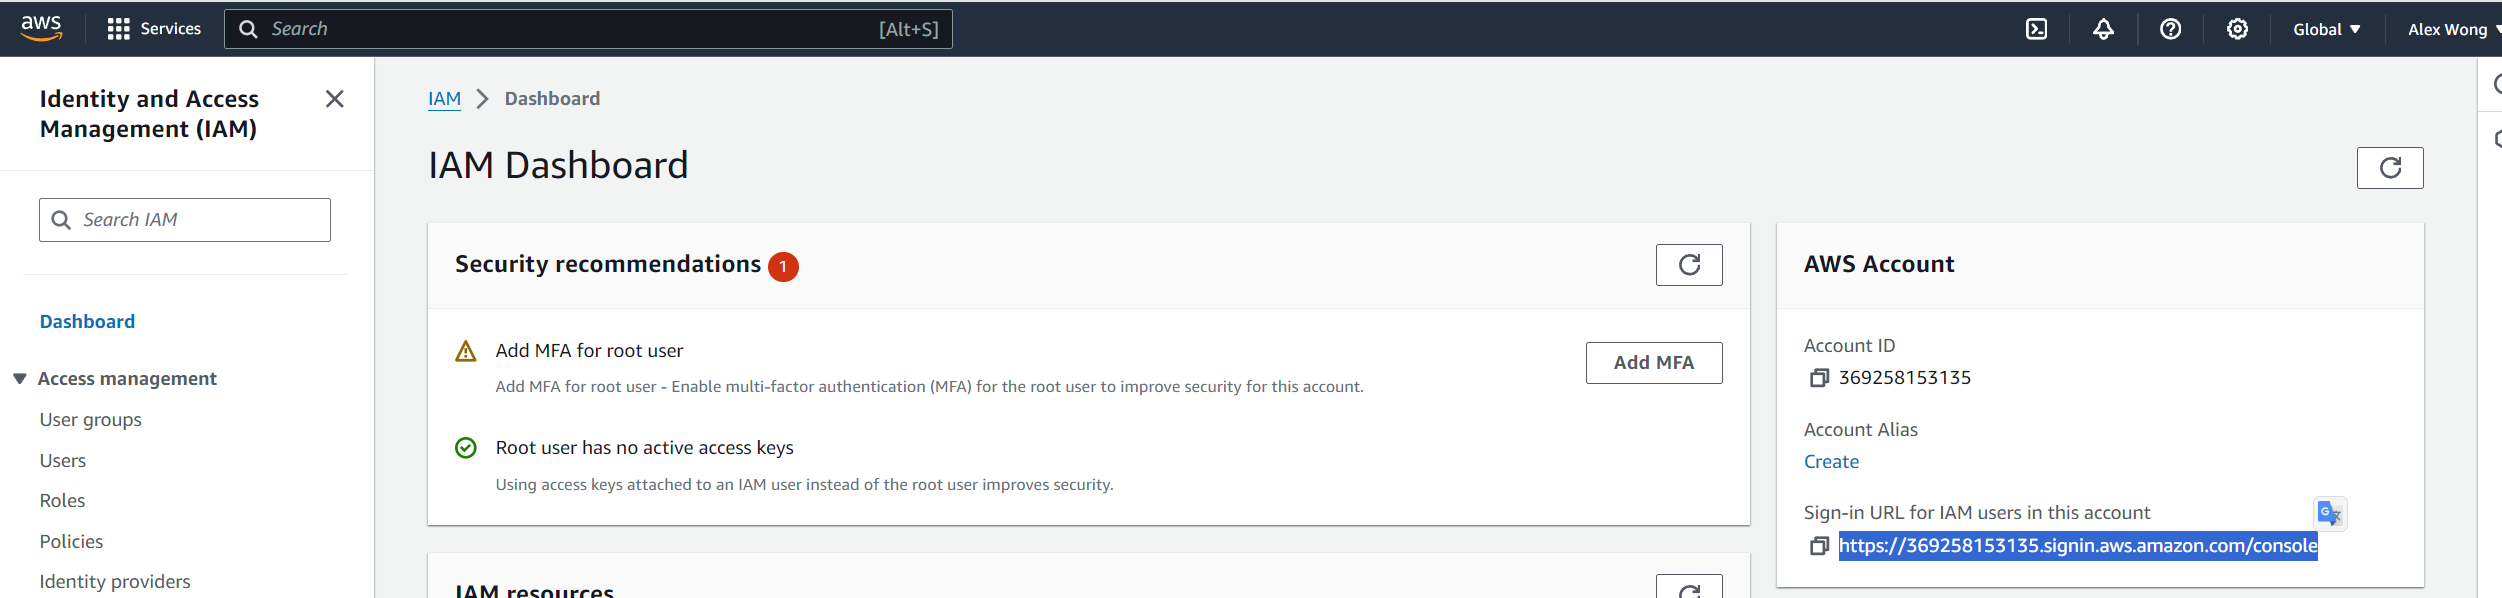 aws
Services
Search
[Alt+S]
Global
Alex Wong
Identity and Access
Management (IAM)
Search IAM
Dashboard
Access management
User groups
Users
Roles
Policies
Identity providers
IAM
Dashboard
IAM Dashboard
Security recommendations 1
Add MFA for root user
Add MFA for root user - Enable multi-factor authentication (MFA) for the root user to improve security for this account.
Add MFA
Root user has no active access keys
Using access keys attached to an IAM user instead of the root user improves security.
IAM resources
AWS Account
Account ID
369258153135
Account Alias
Create
Sign-in URL for IAM users in this account
https://369258153135.signin.aws.amazon.com/console